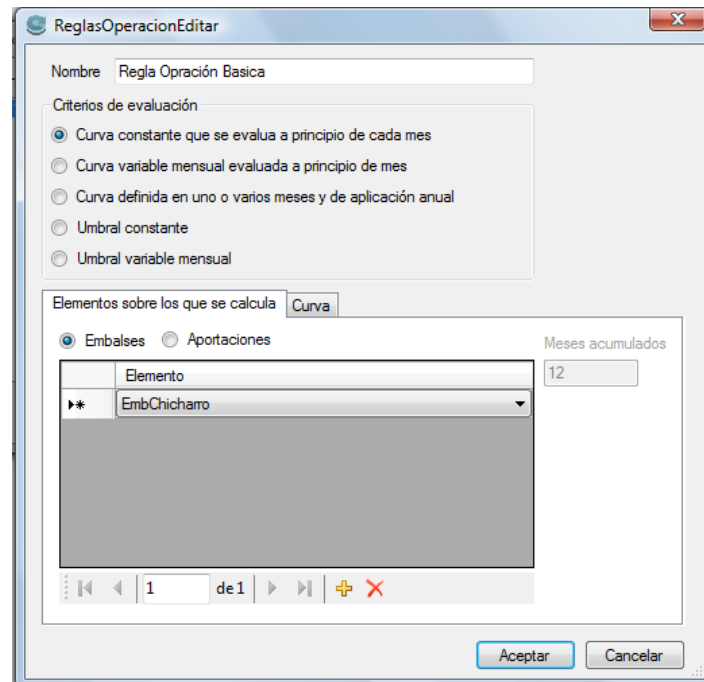 ReglasOperacionEditar
Nombre Regla Opración Basica
Criterios de evaluación
Curva constante que se evalua a principio de cada mes
Curva variable mensual evaluada a principio de mes
Curva definida en uno o varios meses y de aplicación anual
Umbral constante
Umbral variable mensual
Elementos sobre los que se calcula Curva
Embalses Aportaciones Meses acumulados
12
Elemento
EmbChicharro
1 de 1
Aceptar Cancelar